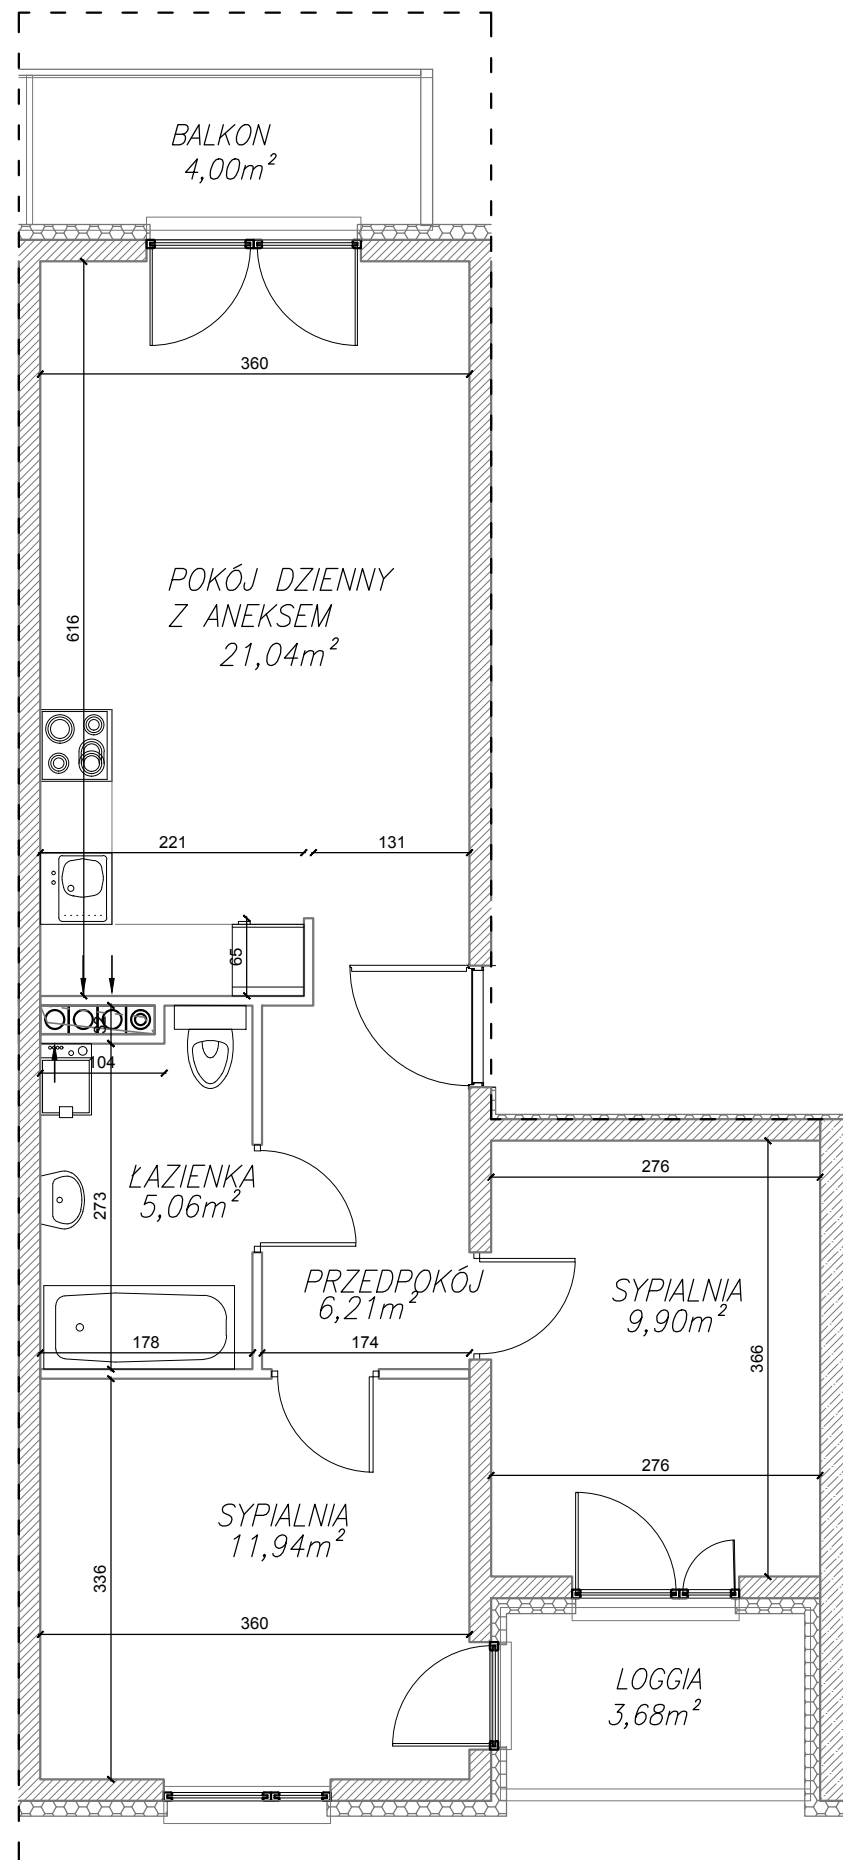 BALKON
4,00m²
360
POKÓJ DZIENNY
Z ANEKSEM
21,04m²
616
221
131
65
104
ŁAZIENKA
5,06m²
273
276
PRZEDPOKÓJ
6,21m²
SYPIALNIA
9,90m²
178
174
366
276
SYPIALNIA
11,94m²
336
360
LOGGIA
3,68m²